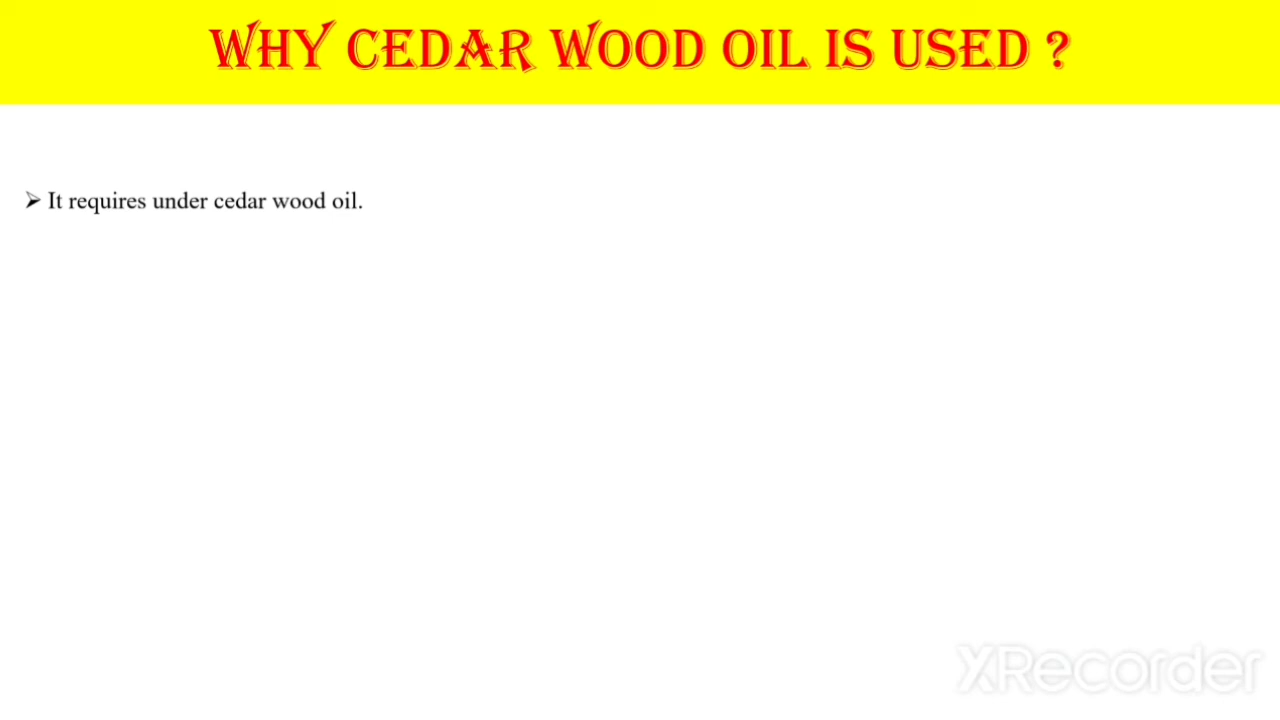 WHY CEDAR WOOD OIL IS USED ?
➢ It requires under cedar wood oil.
XRecorder